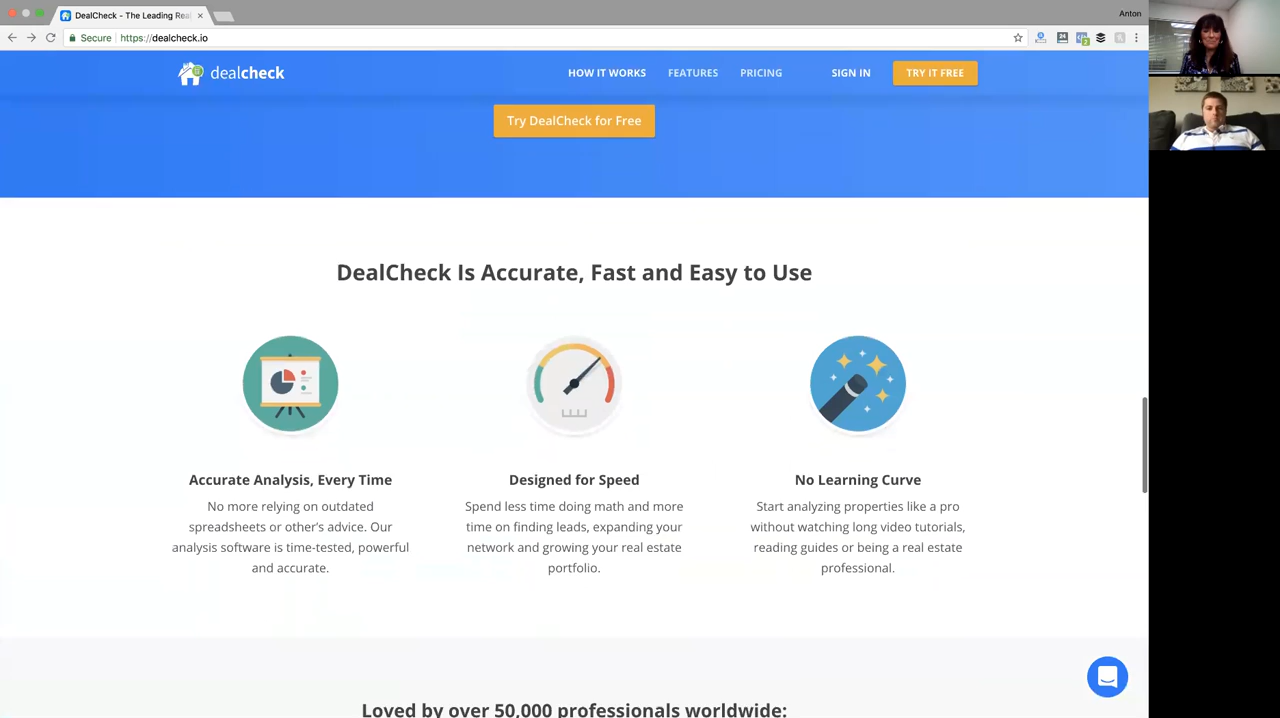 DealCheck - The Leading Rea
Anton
Secure
https://dealcheck.io
24
2
dealcheck
HOW IT WORKS
FEATURES
PRICING
SIGN IN
TRY IT FREE
Try DealCheck for Free
DealCheck Is Accurate, Fast and Easy to Use
Accurate Analysis, Every Time
No more relying on outdated
spreadsheets or other's advice. Our
analysis software is time-tested, powerful
and accurate.
Designed for Speed
Spend less time doing math and more
time on finding leads, expanding your
network and growing your real estate
portfolio.
No Learning Curve
Start analyzing properties like a pro
without watching long video tutorials,
reading guides or being a real estate
professional.
Loved by over 50,000 professionals worldwide: